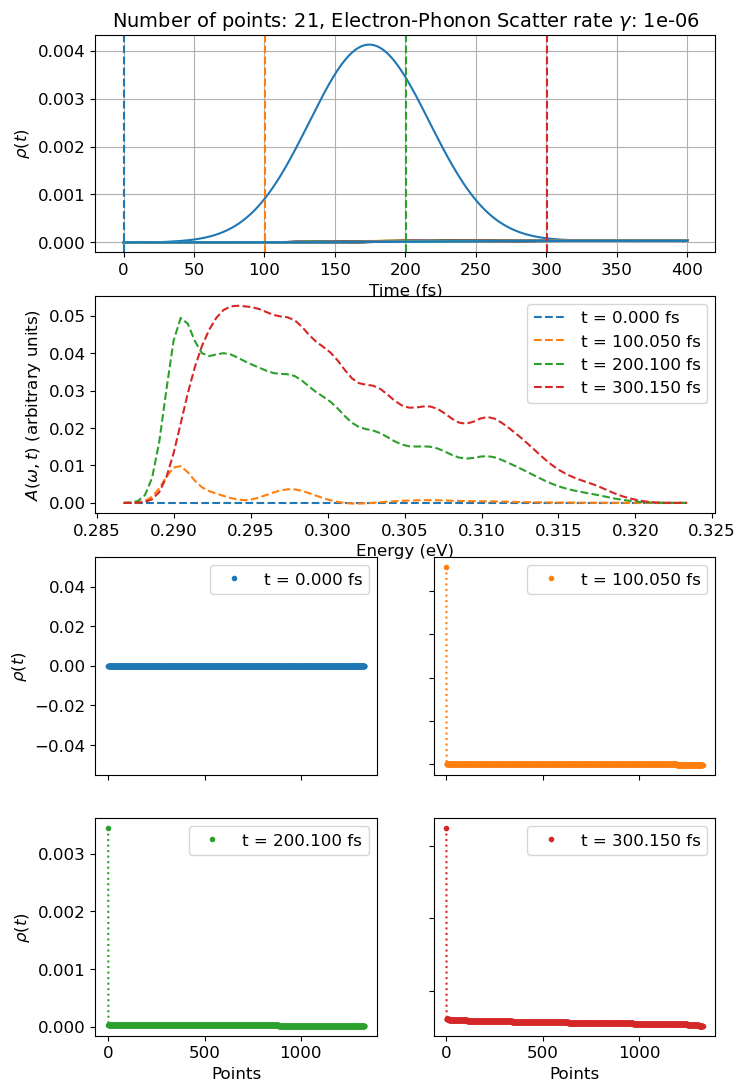 Number of points: 21, Electron-Phonon Scatter rate γ: 1e-06
0.004
0.003
0.002
0.001
0.000
ρ(t)
0 50 100 150 200 250 300 350 400
Time (fs)
0.05
0.04
0.03
0.02
0.01
0.00
A(ω, t) (arbitrary units)
t = 0.000 fs
t = 100.050 fs
t = 200.100 fs
t = 300.150 fs
0.285 0.290 0.295 0.300 0.305 0.310 0.315 0.320 0.325
Energy (eV)
0.04
0.02
0.00
−0.02
−0.04
ρ(t)
t = 0.000 fs
t = 100.050 fs
0.003
0.002
0.001
0.000
ρ(t)
t = 200.100 fs
0 500 1000
Points
t = 300.150 fs
0 500 1000
Points